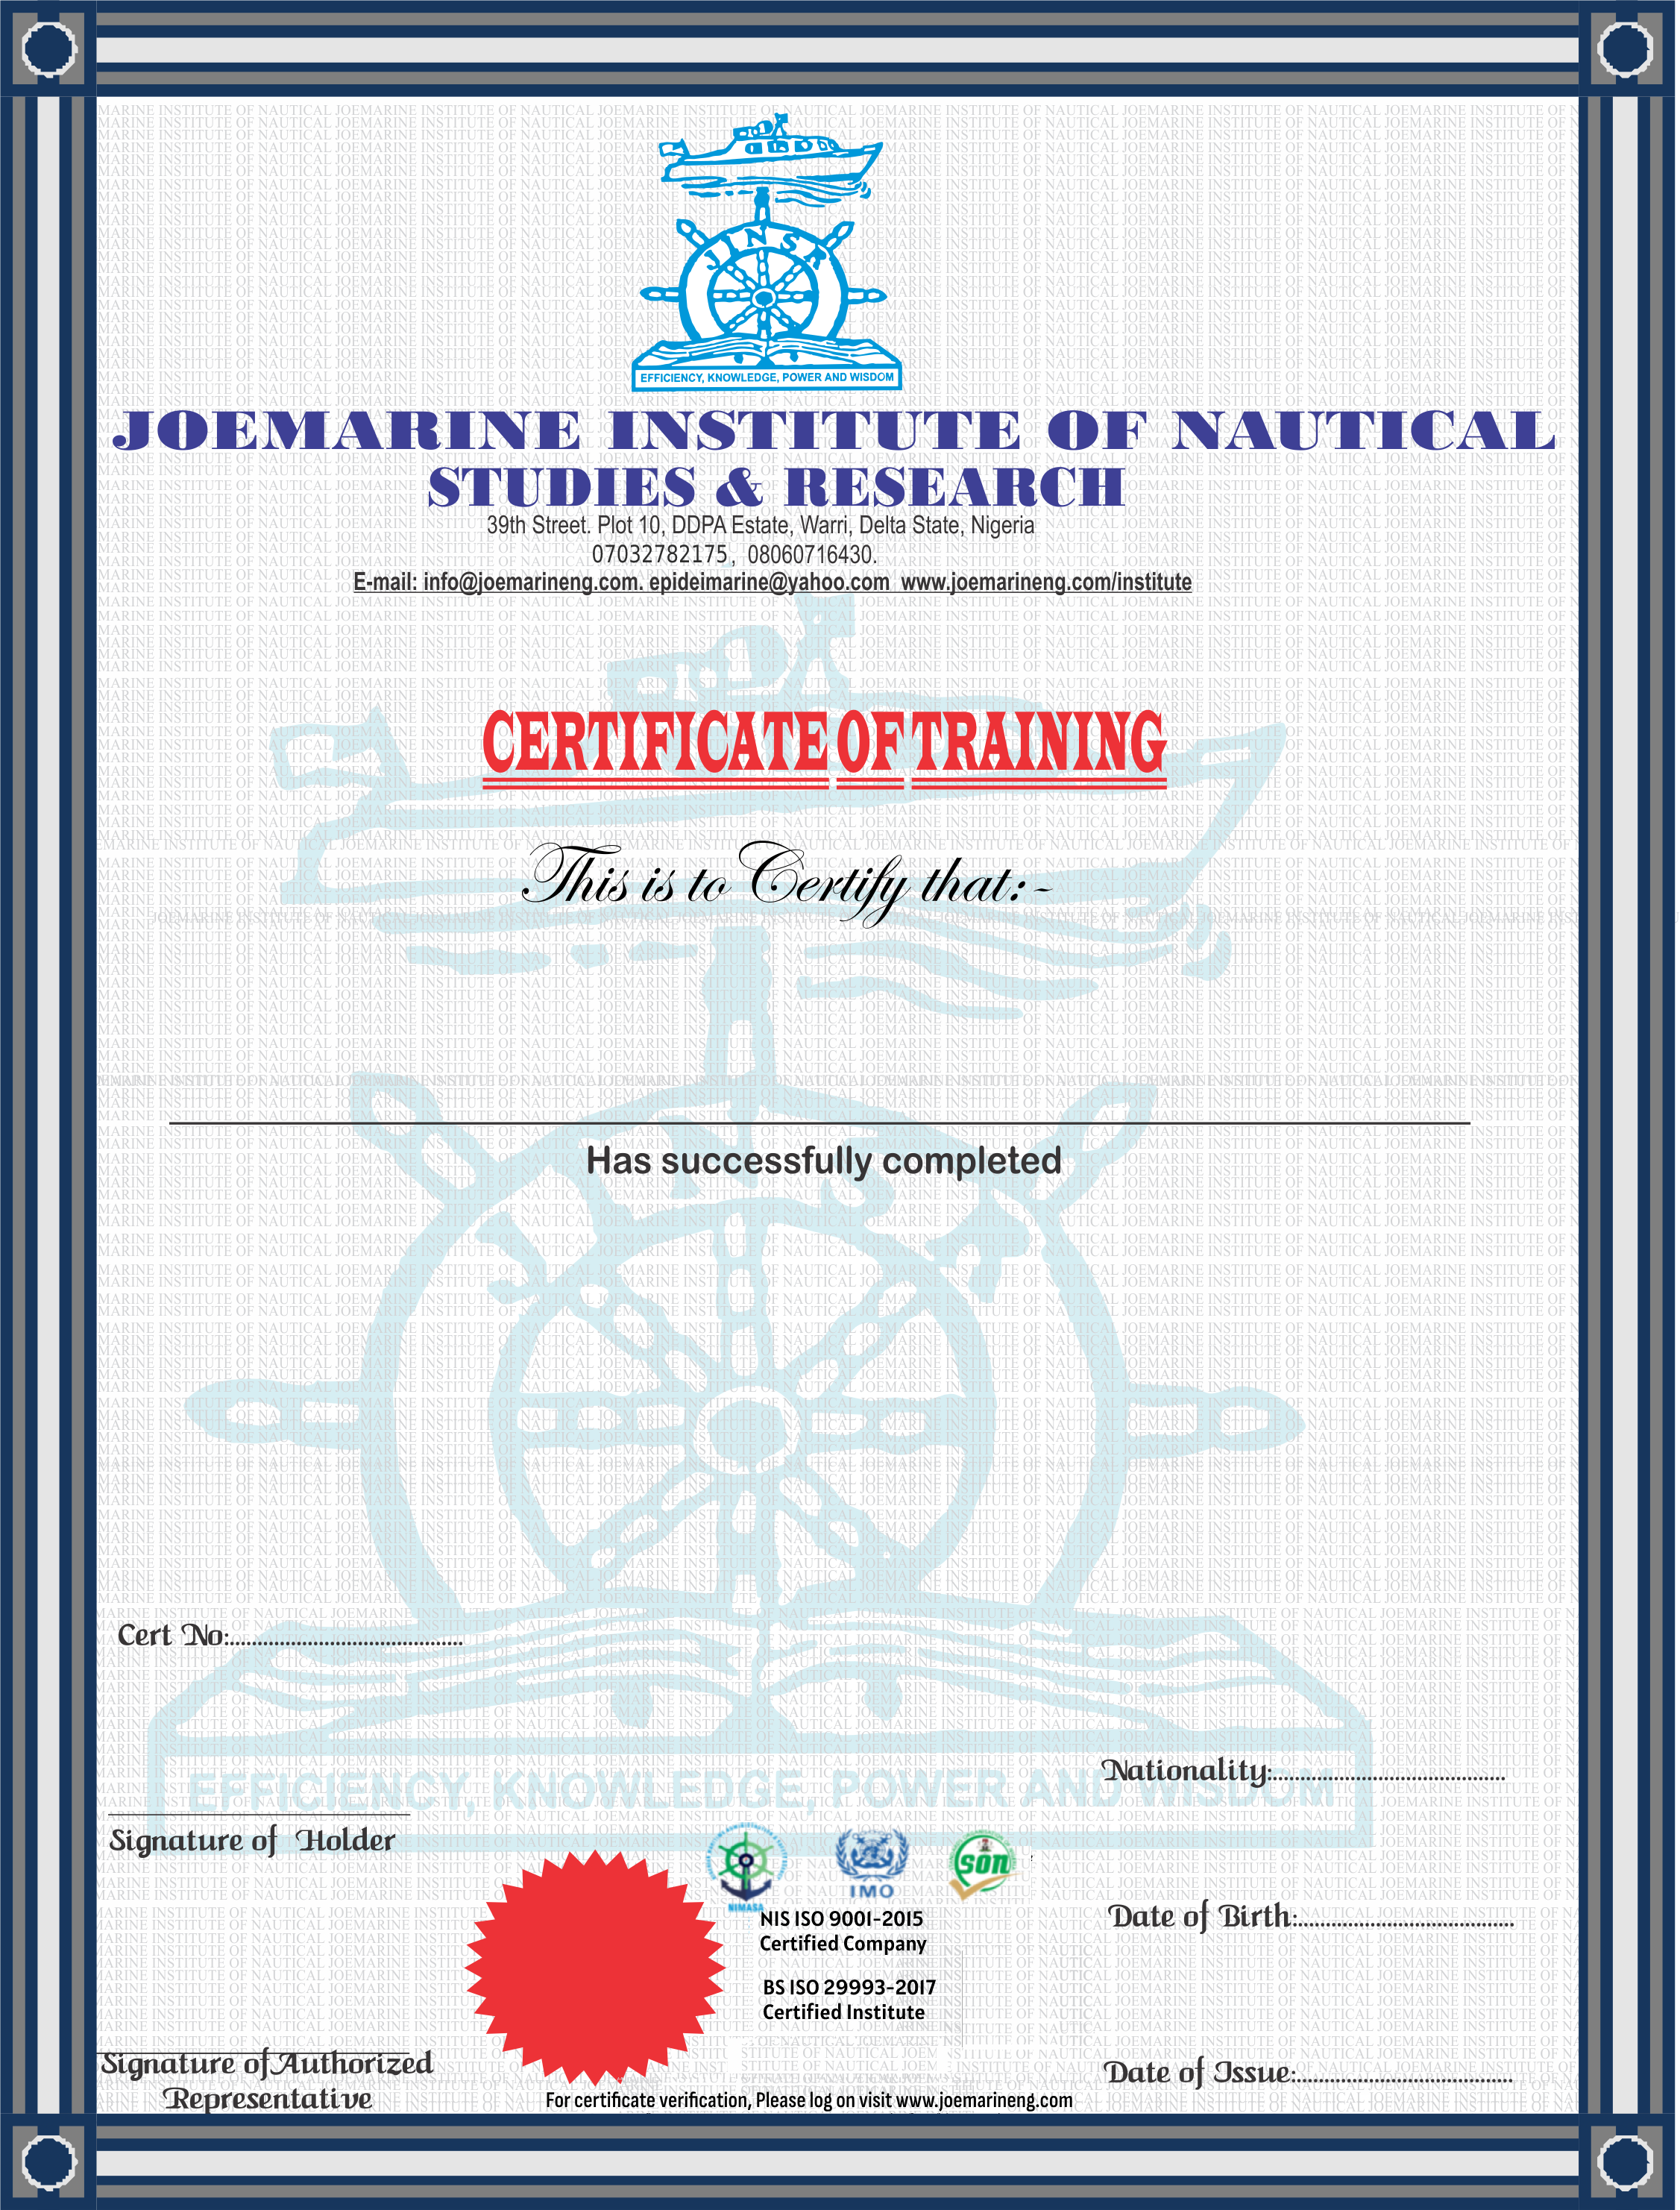 JINSR
EFFICIENCY, KNOWLEDGE, POWER AND WISDOM
JOEMARINE INSTITUTE OF NAUTICAL
STUDIES & RESEARCH
39th Street. Plot 10, DDPA Estate, Warri, Delta State, Nigeria
07032782175, 08060716430.
E-mail: info@joemarineng.com. epideimarine@yahoo.com www.joemarineng.com/institute
CERTIFICATE OF TRAINING
This is to Certify that:-
Has successfully completed
Cert No:..........................................
Nationality:..........................................
EFFICIENCY, KNOWLEDGE, POWER AND WISDOM
Signature of Holder
NIMASA
IMO
SON
NIS ISO 9001-2015
Certified Company
BS ISO 29993-2017
Certified Institute
Date of Birth:.......................................
Signature of Authorized
Representative
Date of Issue:.......................................
For certificate verification, Please log on visit www.joemarineng.com